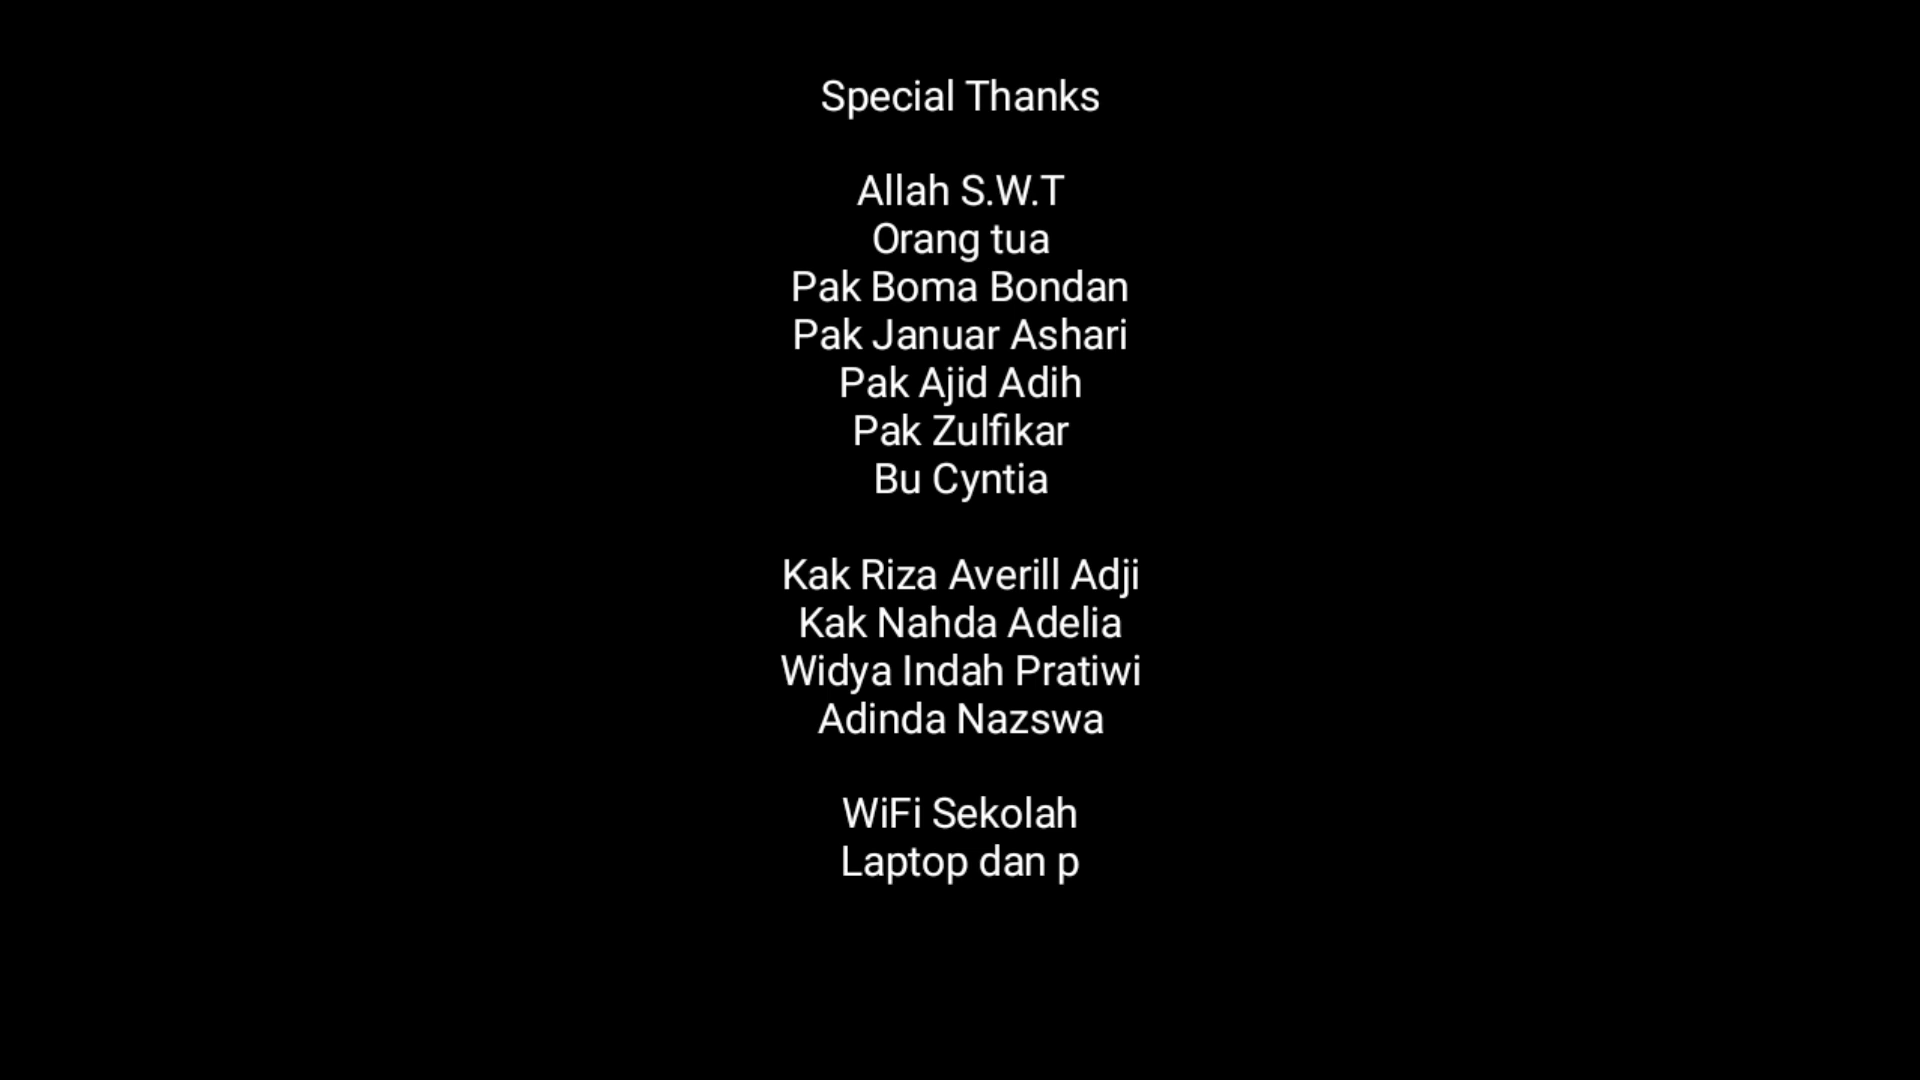 Special Thanks
Allah S.W.T
Orang tua
Pak Boma Bondan
Pak Januar Ashari
Pak Ajid Adih
Pak Zulfikar
Bu Cyntia
Kak Riza Averill Adji
Kak Nahda Adelia
Widya Indah Pratiwi
Adinda Nazswa
WiFi Sekolah
Laptop dan p